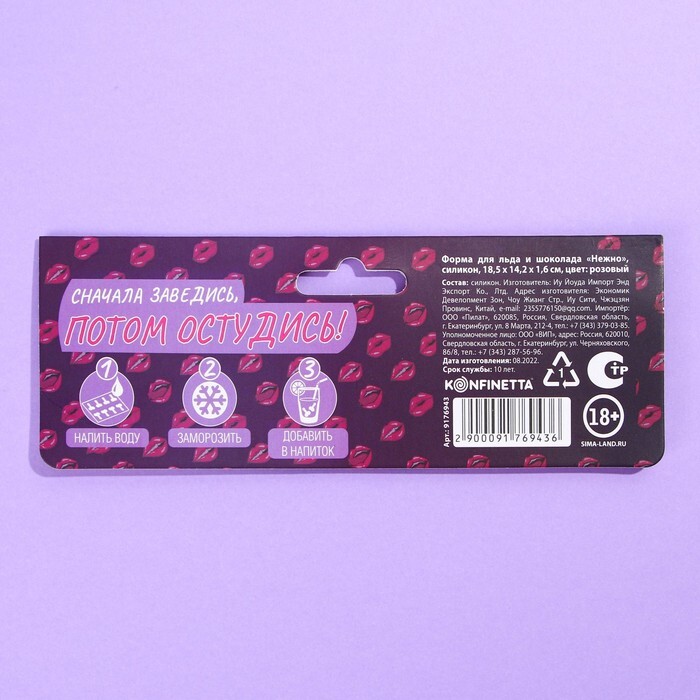 СНАЧАЛА ЗАВЕДИСЬ,
ПОТОМ ОСТУДИСЬ!
1
2
3
НАЛИТЬ ВОДУ
ЗАМОРОЗИТЬ
ДОБАВИТЬ
В НАПИТОК
Форма для льда и шоколада «Нежно»,
силикон, 18,5 х 14,2 х 1,6 см, цвет: розовый
Состав: силикон. Изготовитель: Иу Йоуда Импорт Энд
Экспорт Ко., Лтд. Адрес изготовителя: Экономик
Девелопмент Зон, Чоу Жианг Стр., Иу Сити, Чжэцзян
Провинс, Китай, e-mail: 2355776150@qq.com. Импортёр:
ООО «Пилат», 620085, Россия, Свердловская область,
г. Екатеринбург, ул. 8 Марта, 212-4, тел.: +7 (343) 379-03-85.
Уполномоченное лицо: ООО «ВИП», адрес: Россия, 620010,
Свердловская область, г. Екатеринбург, ул. Черняховского,
86/8, тел.: +7 (343) 287-56-96.
Дата изготовления: 08.2022.
Срок службы: 10 лет.
KONFINETTA
1
СТР
Арт.: 9176943
2 900091 769436
18+
SIMA-LAND.RU